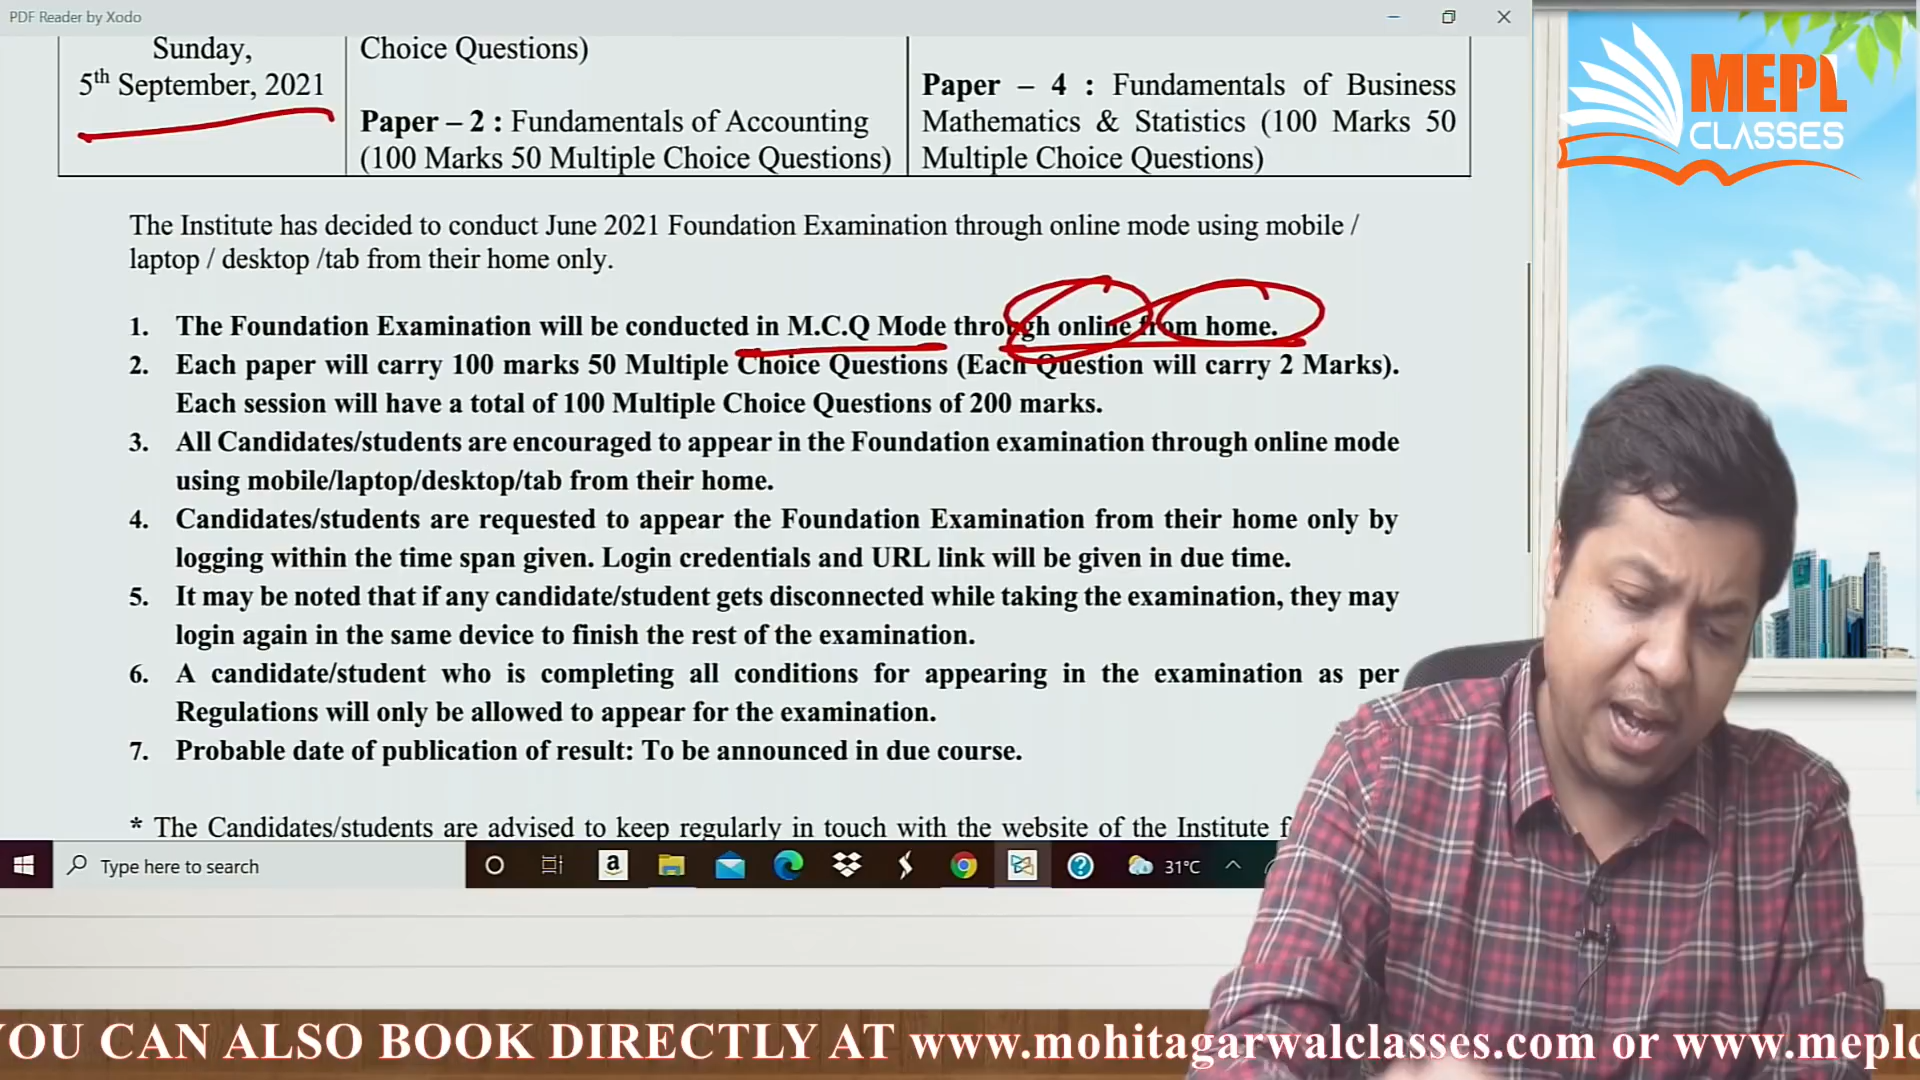 PDF Reader by Xodo
Sunday,
5th September, 2021
Choice Questions)
Paper – 2 : Fundamentals of Accounting
(100 Marks 50 Multiple Choice Questions)
Paper – 4 : Fundamentals of Business
Mathematics & Statistics (100 Marks 50
Multiple Choice Questions)
MEPL
CLASSES
The Institute has decided to conduct June 2021 Foundation Examination through online mode using mobile /
laptop / desktop /tab from their home only.
1. The Foundation Examination will be conducted in M.C.Q Mode through online from home.
2. Each paper will carry 100 marks 50 Multiple Choice Questions (Each Question will carry 2 Marks).
Each session will have a total of 100 Multiple Choice Questions of 200 marks.
3. All Candidates/students are encouraged to appear in the Foundation examination through online mode
using mobile/laptop/desktop/tab from their home.
4. Candidates/students are requested to appear the Foundation Examination from their home only by
logging within the time span given. Login credentials and URL link will be given in due time.
5. It may be noted that if any candidate/student gets disconnected while taking the examination, they may
login again in the same device to finish the rest of the examination.
6. A candidate/student who is completing all conditions for appearing in the examination as per
Regulations will only be allowed to appear for the examination.
7. Probable date of publication of result: To be announced in due course.
* The Candidates/students are advised to keep regularly in touch with the website of the Institute
Type here to search
31°C
YOU CAN ALSO BOOK DIRECTLY AT www.mohitagarwalclasses.com or www.meplc